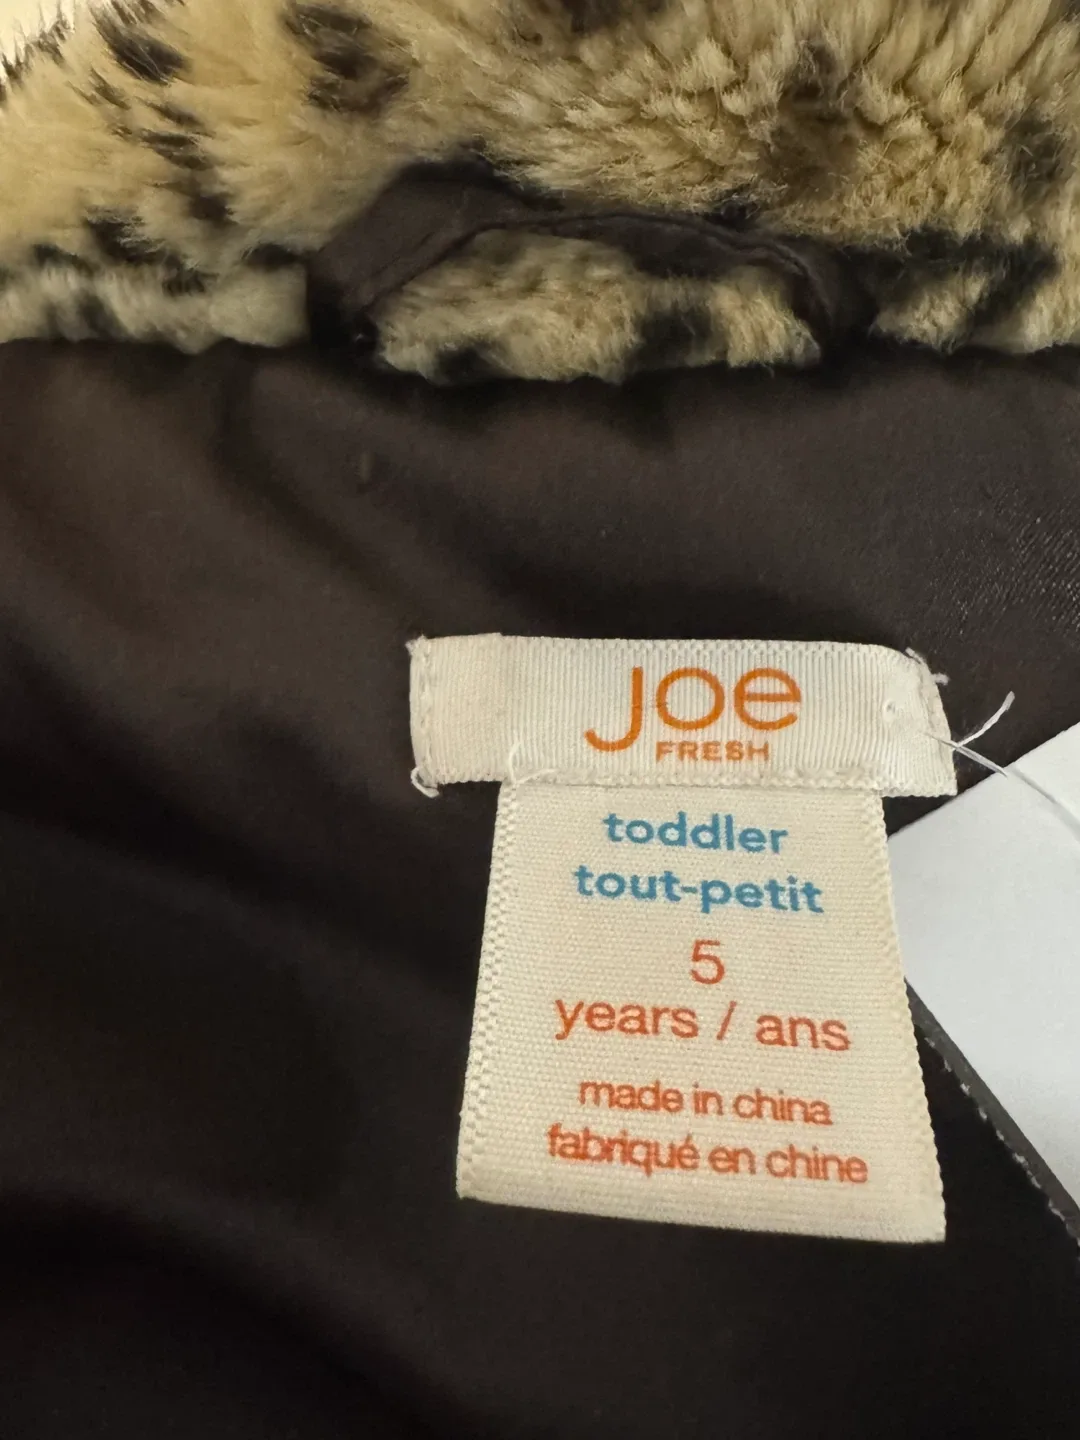 Joe
FRESH
toddler
tout-petit
5
years / ans
made in china
fabriqué en chine